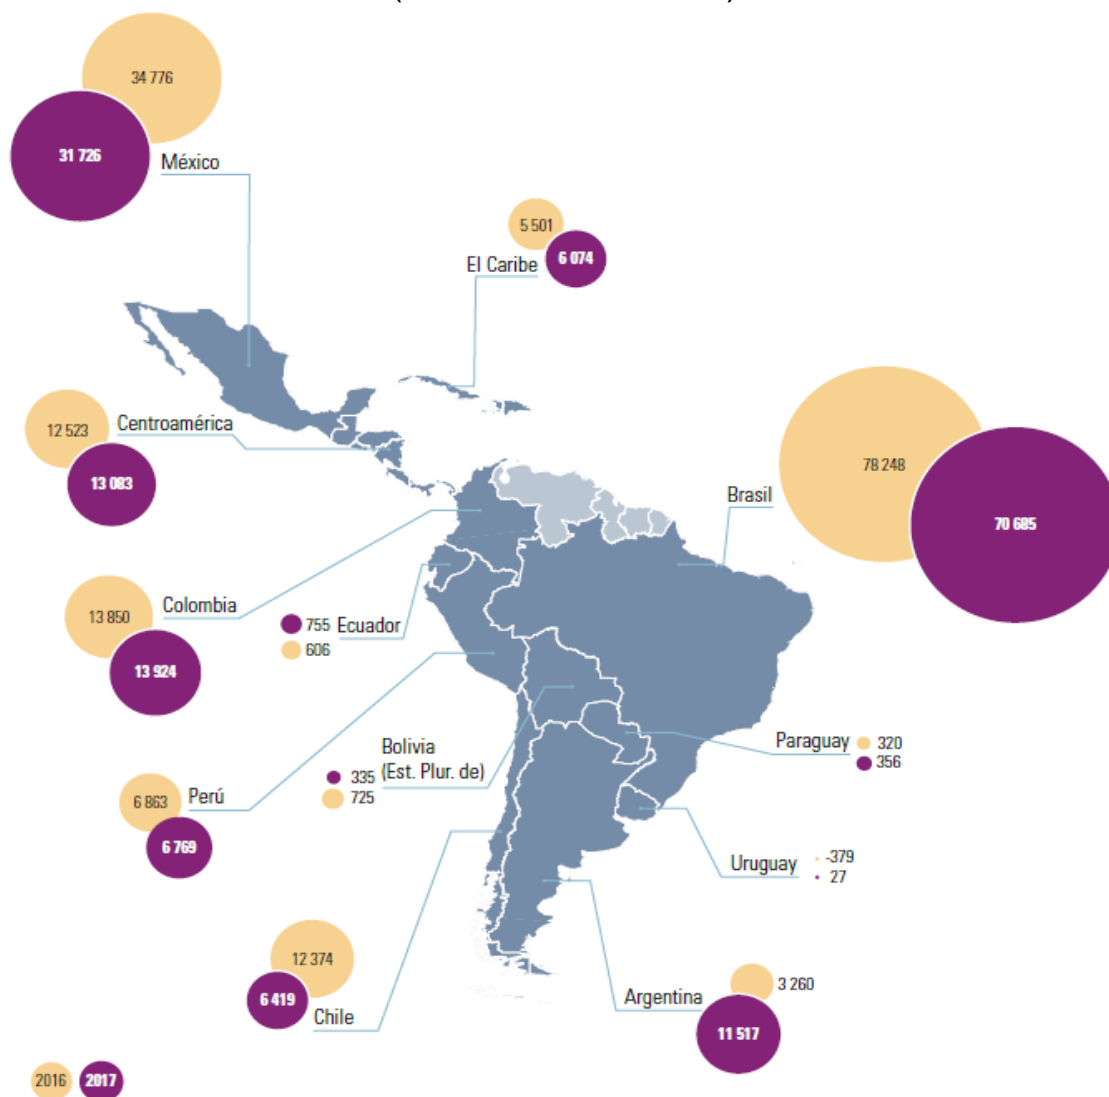 34 776
31 726
México
5 501
6 074
El Caribe
12 523
Centroamérica
13 083
78 248
Brasil
70 685
13 850
Colombia
13 924
755
Ecuador
606
Paraguay
320
356
Bolivia
(Est. Plur. de)
335
725
6 863
Perú
6 769
Uruguay
-379
27
12 374
6 419
Chile
3 260
Argentina
11 517
2016
2017